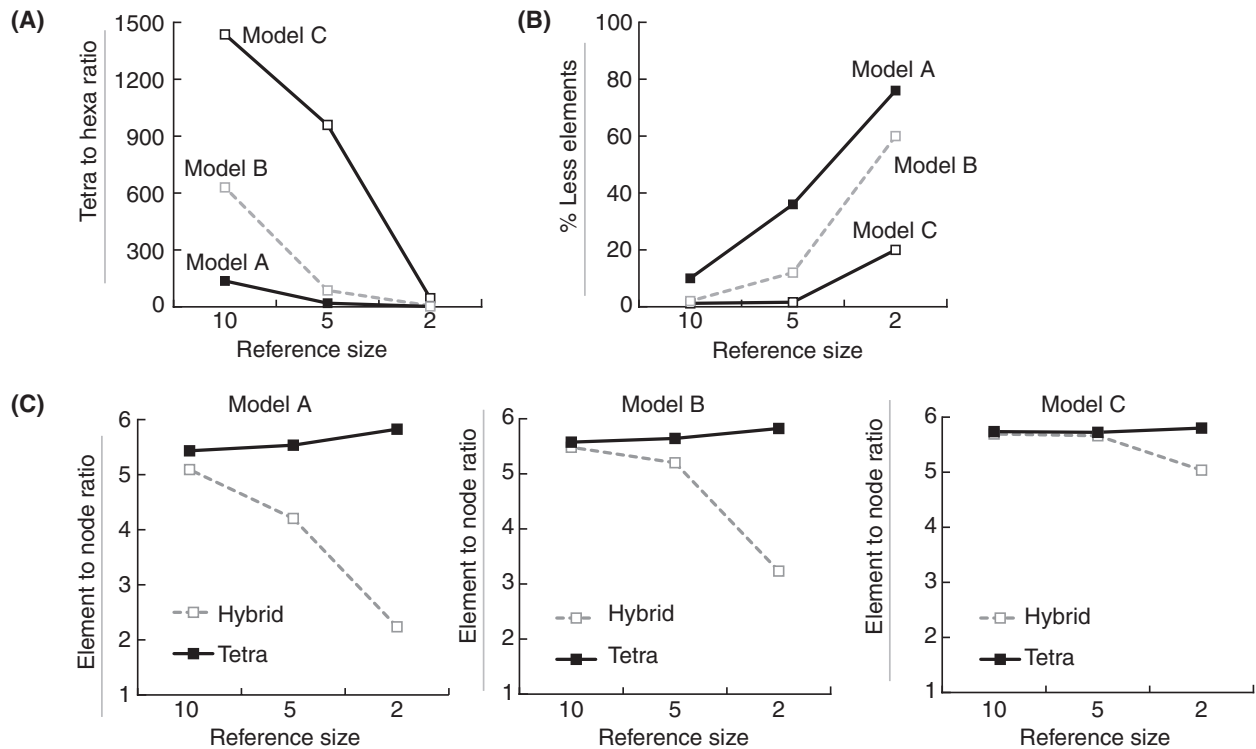 (A)
Tetra to hexa ratio
1500
1200
900
600
300
0
Model C
Model B
Model A
10 5 2
Reference size
(B)
% Less elements
100
80
60
40
20
0
Model A
Model B
Model C
10 5 2
Reference size
(C)
Model A
Element to node ratio
6
5
4
3
2
1
Hybrid
Tetra
10 5 2
Reference size
Model B
Element to node ratio
6
5
4
3
2
1
Hybrid
Tetra
10 5 2
Reference size
Model C
Element to node ratio
6
5
4
3
2
1
Hybrid
Tetra
10 5 2
Reference size